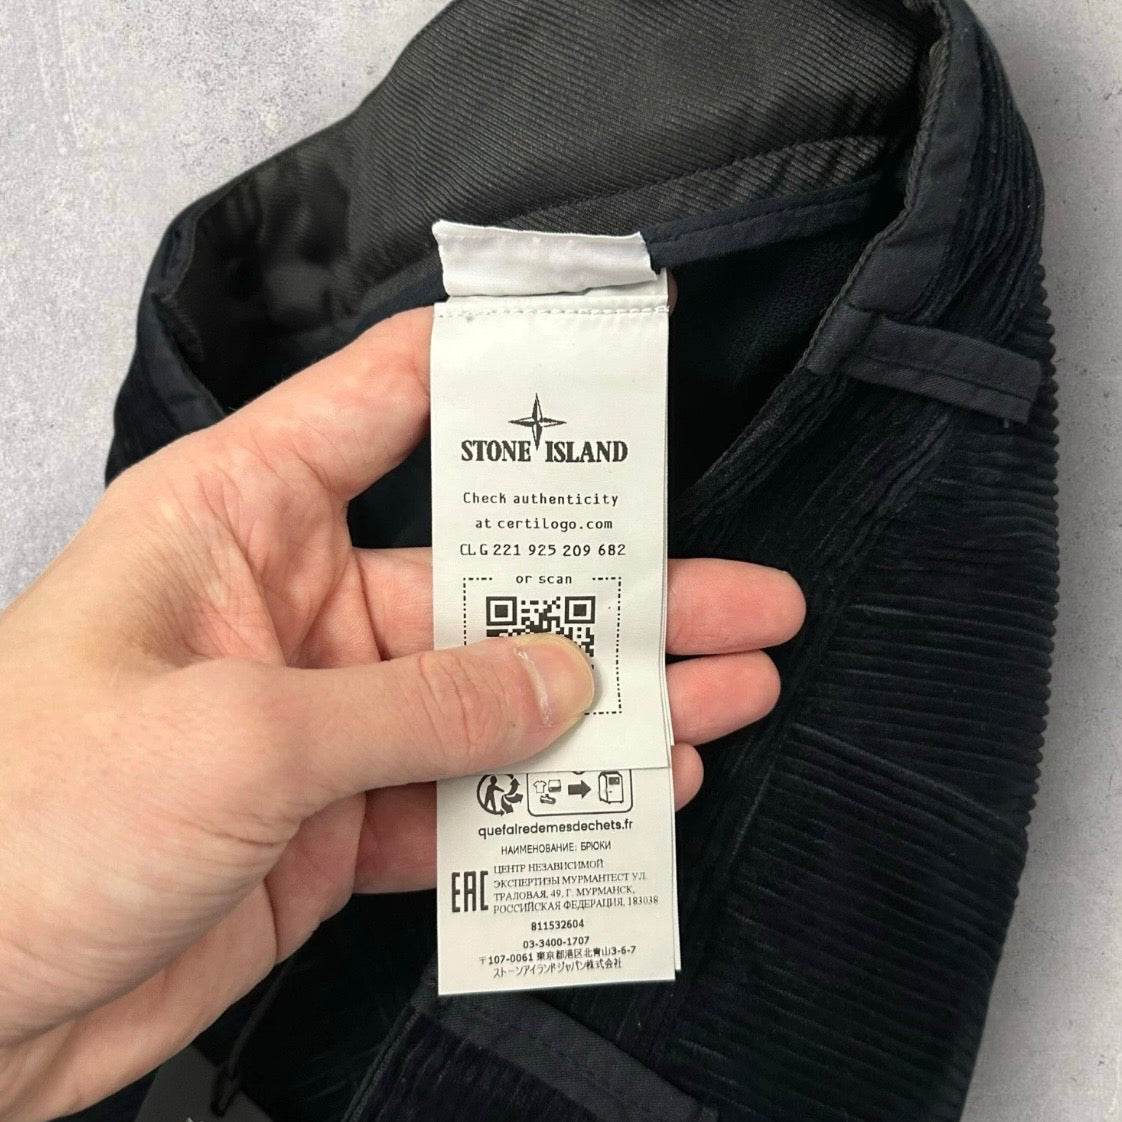 STONE ISLAND
Check authenticity
at certilogo.com
CLG 221 925 209 682
or scan
quefairedemesdechets.fr
НАИМЕНОВАНИЕ: БРЮКИ
EAC
ЦЕНТР НЕЗАВИСИМОЙ
ЭКСПЕРТИЗЫ МУРМАНТЕСТ УЛ.
ТРАЛОВАЯ, 49, Г. МУРМАНСК,
РОССИЙСКАЯ ФЕДЕРАЦИЯ, 183038
811532604
03-3400-1707
〒107-0061 東京都港区北青山3-6-7
ストーンアイランドジャパン株式会社